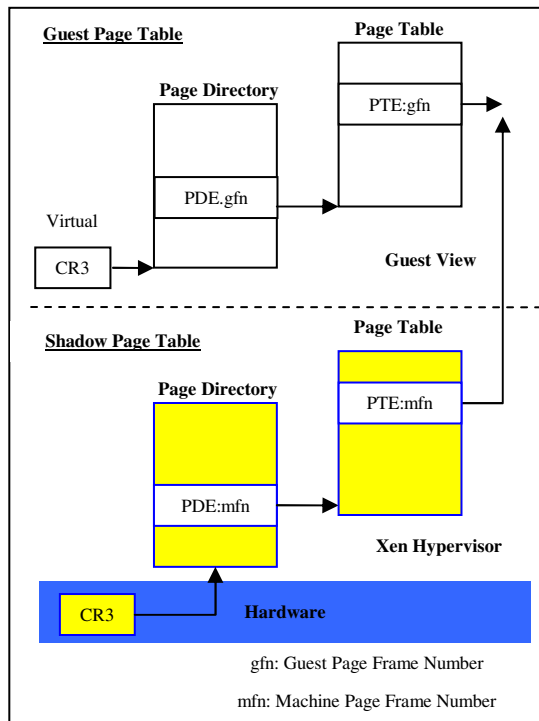 Guest Page Table
Page Table
Page Directory
PTE:gfn
PDE.gfn
Virtual
CR3
Guest View
Shadow Page Table
Page Table
Page Directory
PTE:mfn
PDE:mfn
Xen Hypervisor
CR3
Hardware
gfn: Guest Page Frame Number
mfn: Machine Page Frame Number